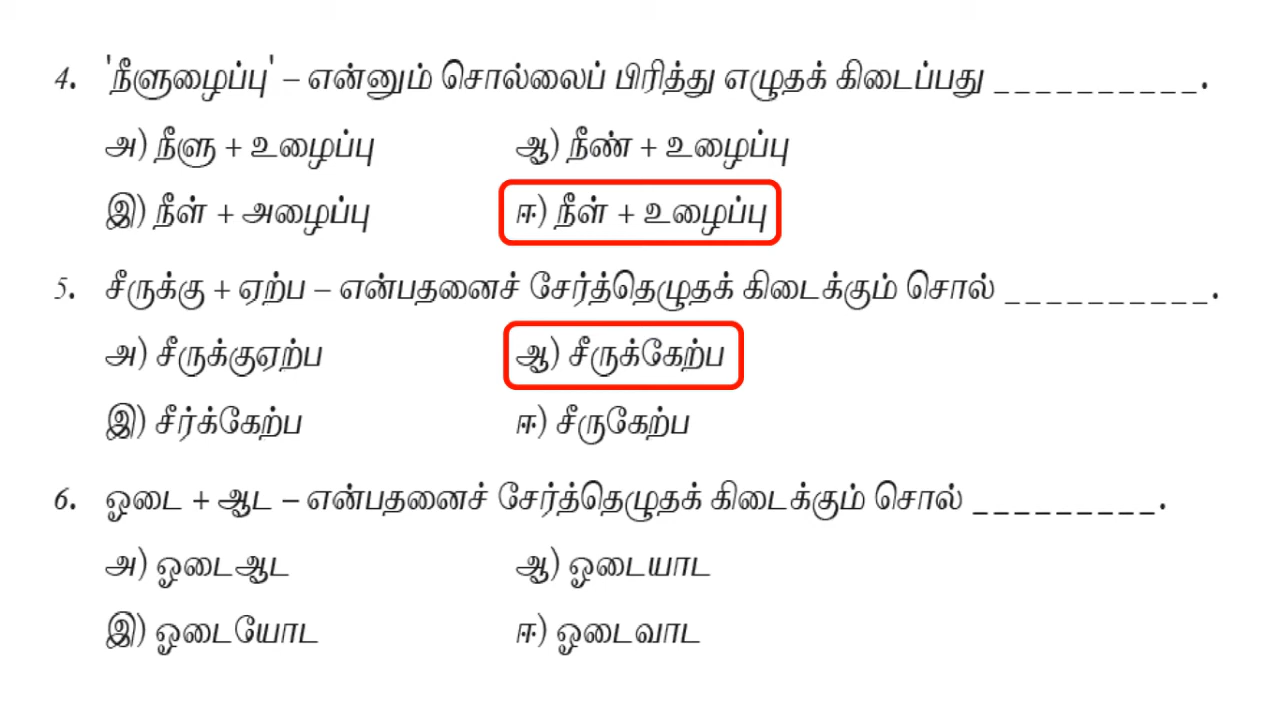 4. 'நீளுழைப்பு' – என்னும் சொல்லைப் பிரித்து எழுதக் கிடைப்பது __________.
அ) நீளு + உழைப்பு ஆ) நீண் + உழைப்பு
இ) நீள் + அழைப்பு ஈ) நீள் + உழைப்பு
5. சீருக்கு + ஏற்ப – என்பதனைச் சேர்த்தெழுதக் கிடைக்கும் சொல் __________.
அ) சீருக்குஏற்ப ஆ) சீருக்கேற்ப
இ) சீர்க்கேற்ப ஈ) சீருகேற்ப
6. ஓடை + ஆட – என்பதனைச் சேர்த்தெழுதக் கிடைக்கும் சொல் _________.
அ) ஓடைஆட ஆ) ஓடையாட
இ) ஓடையோட ஈ) ஓடைவாட